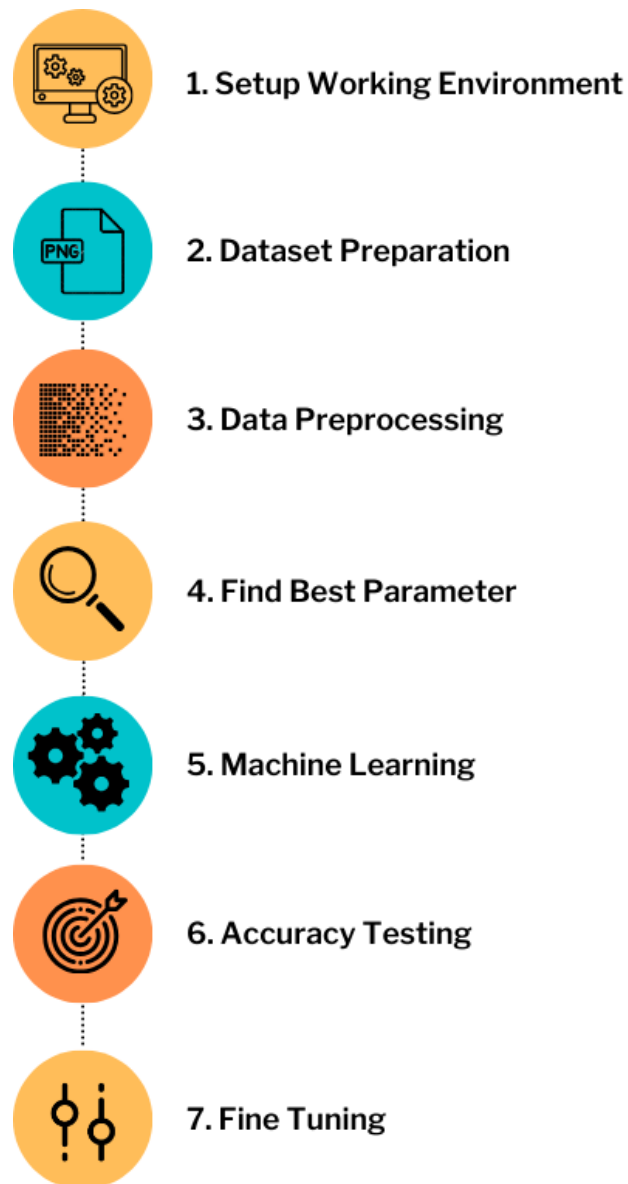 1. Setup Working Environment
PNG
2. Dataset Preparation
3. Data Preprocessing
4. Find Best Parameter
5. Machine Learning
6. Accuracy Testing
7. Fine Tuning